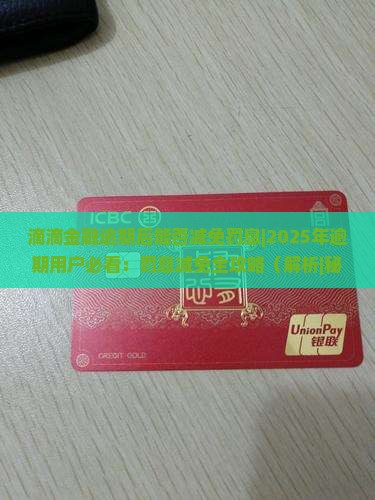 ICBC
滴滴金融逾期后能否减免罚息|2025年逾
期用户必看：罚息减免全攻略（解析|秘
UnionPay
银联
CREDIT GOLD